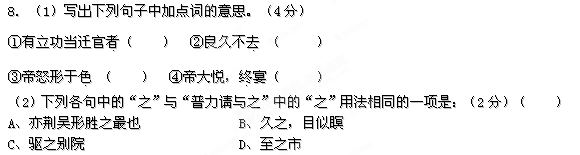 8. (1)写出下列句子中加点词的意思。(4分)
①有立功当迁官者( ) ②良久不去 ( )
③帝怒形于色 ( ) ④帝大悦，终宴( )
(2)下列各句中的“之”与“普力请与之”中的“之”用法相同的一项是：(2分)( )
A、亦荆吴形胜之最也 B、久之，目似瞑
C、驱之别院 D、至之市